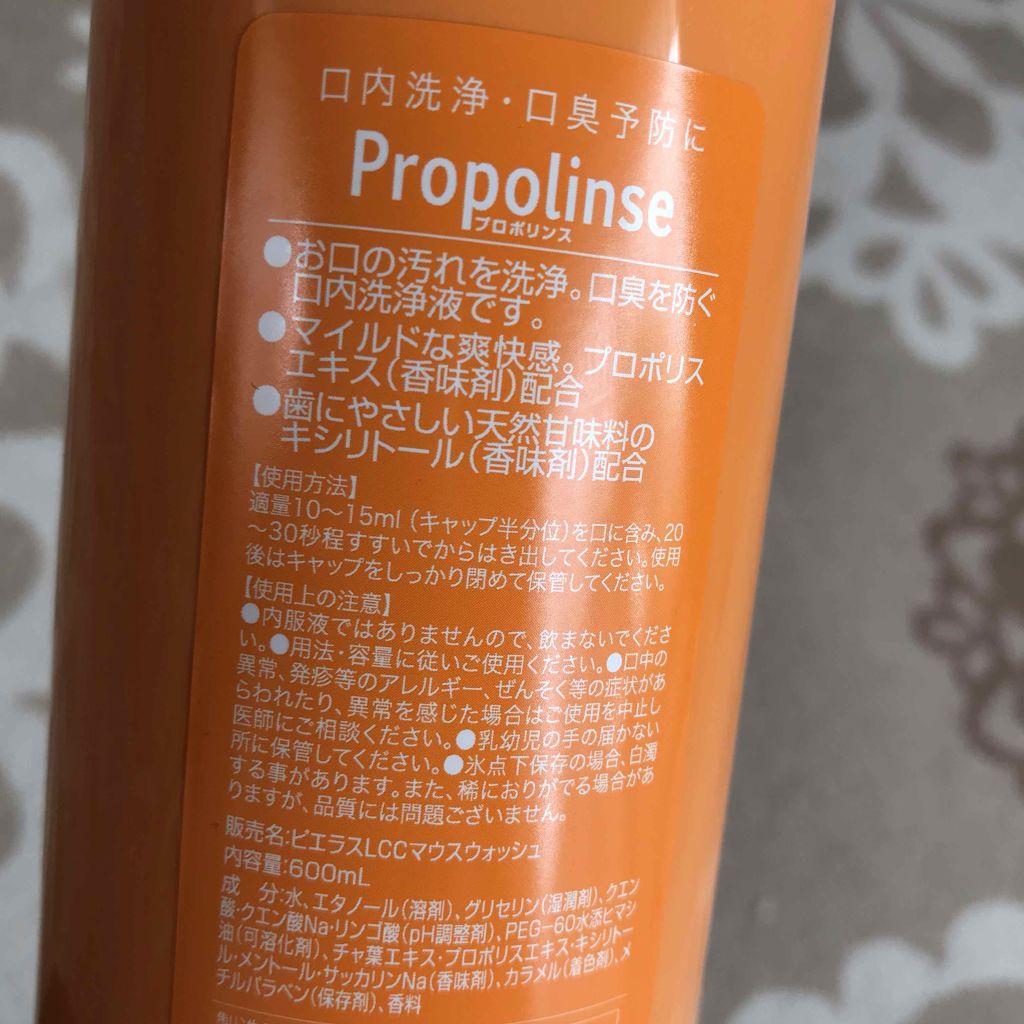 口内洗浄・口臭予防に
Propolinse
プロポリンス
●お口の汚れを洗浄。口臭を防ぐ
口内洗浄液です。
●マイルドな爽快感。プロポリス
エキス(香味剤)配合
●歯にやさしい天然甘味料の
キシリトール(香味剤)配合
【使用方法】
適量10〜15ml (キャップ半分位)を口に含み、20
〜30秒程すすいでからはき出してください。使用
後はキャップをしっかり閉めて保管してください。
【使用上の注意】
●内服液ではありませんので、飲まないでくださ
い。●用法・容量に従いご使用ください。●口中の
異常、発疹等のアレルギー、ぜんそく等の症状があ
らわれたり、異常を感じた場合はご使用を中止し
医師にご相談ください。●乳幼児の手の届かない
所に保管してください。●氷点下保存の場合、白濁
する事があります。また、稀におりがでる場合があ
りますが、品質には問題ございません。
販売名:ピエラスLCCマウスウォッシュ
内容量:600mL
成 分:水、エタノール(溶剤)、グリセリン(湿潤剤)、クエン
酸・クエン酸Na・リンゴ酸(pH調整剤)、PEG-60水添ヒマシ
油(可溶化剤)、チャ葉エキス・プロポリスエキス・キシリトー
ル・メントール・サッカリンNa(香味剤)、カラメル(着色剤)、メ
チルパラベン(保存剤)、香料